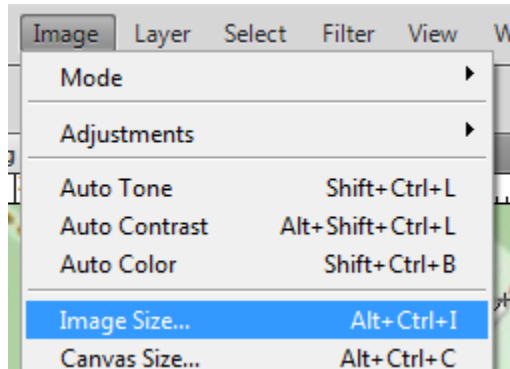 Image Layer Select Filter View
Mode
Adjustments
Auto Tone Shift+Ctrl+L
Auto Contrast Alt+Shift+Ctrl+L
Auto Color Shift+Ctrl+B
Image Size... Alt+Ctrl+I
Canvas Size... Alt+Ctrl+C